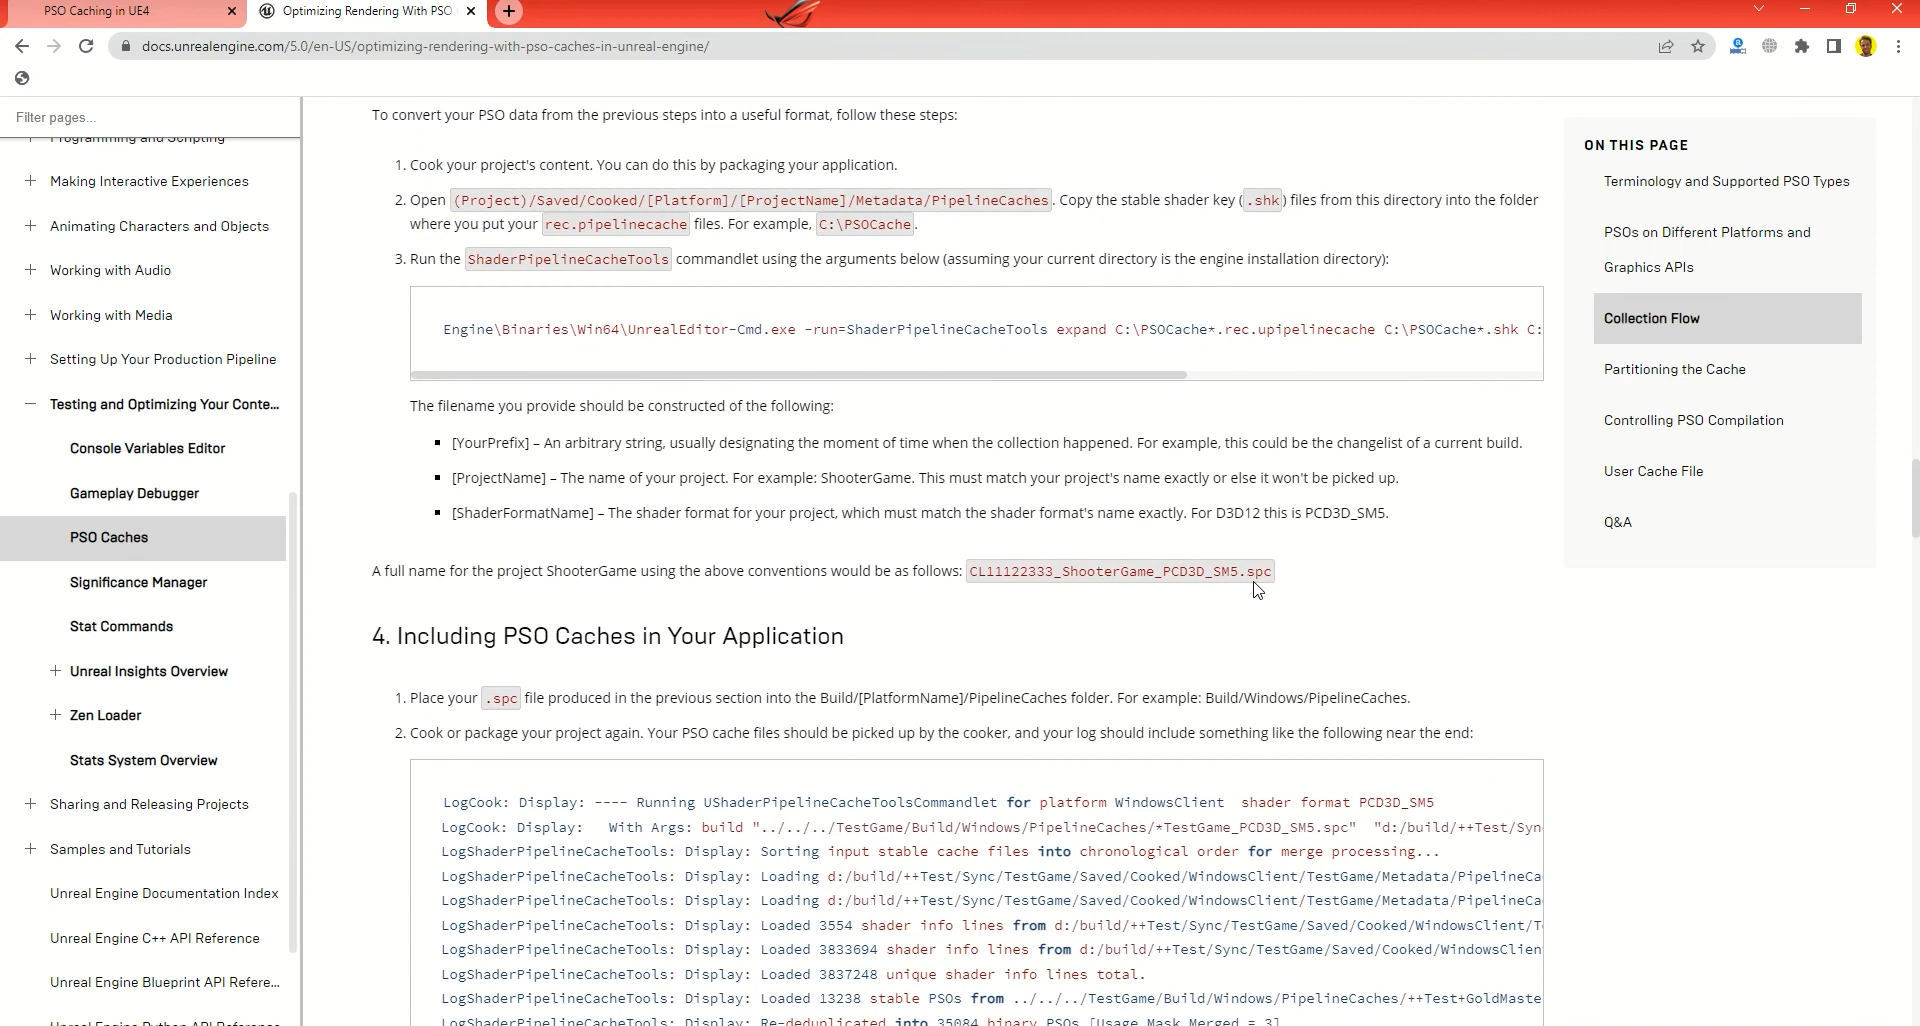 PSO Caching in UE4
Optimizing Rendering With PSO
docs.unrealengine.com/5.0/en-US/optimizing-rendering-with-pso-caches-in-unreal-engine/
Filter pages...
Programming and Scripting
Making Interactive Experiences
Animating Characters and Objects
Working with Audio
Working with Media
Setting Up Your Production Pipeline
Testing and Optimizing Your Conte...
Console Variables Editor
Gameplay Debugger
PSO Caches
Significance Manager
Stat Commands
Unreal Insights Overview
Zen Loader
Stats System Overview
Sharing and Releasing Projects
Samples and Tutorials
Unreal Engine Documentation Index
Unreal Engine C++ API Reference
Unreal Engine Blueprint API Refere...
Unreal Engine Python API Reference
To convert your PSO data from the previous steps into a useful format, follow these steps:
1. Cook your project's content. You can do this by packaging your application.
2. Open (Project)/Saved/Cooked/[Platform]/[ProjectName]/Metadata/PipelineCaches. Copy the stable shader key (.shk) files from this directory into the folder
where you put your rec.pipelinecache files. For example, C:\PSOCache.
3. Run the ShaderPipelineCacheTools commandlet using the arguments below (assuming your current directory is the engine installation directory):
Engine\Binaries\Win64\UnrealEditor-Cmd.exe -run=ShaderPipelineCacheTools expand C:\PSOCache*.rec.upipelinecache C:\PSOCache*.shk C:
The filename you provide should be constructed of the following:
▪ [YourPrefix] – An arbitrary string, usually designating the moment of time when the collection happened. For example, this could be the changelist of a current build.
▪ [ProjectName] – The name of your project. For example: ShooterGame. This must match your project's name exactly or else it won't be picked up.
▪ [ShaderFormatName] – The shader format for your project, which must match the shader format's name exactly. For D3D12 this is PCD3D_SM5.
A full name for the project ShooterGame using the above conventions would be as follows: CL11122333_ShooterGame_PCD3D_SM5.spc
4. Including PSO Caches in Your Application
1. Place your .spc file produced in the previous section into the Build/[PlatformName]/PipelineCaches folder. For example: Build/Windows/PipelineCaches.
2. Cook or package your project again. Your PSO cache files should be picked up by the cooker, and your log should include something like the following near the end:
LogCook: Display: ---- Running UShaderPipelineCacheToolsCommandlet for platform WindowsClient  shader format PCD3D_SM5
LogCook: Display:   With Args: build "../../../TestGame/Build/Windows/PipelineCaches/*TestGame_PCD3D_SM5.spc"  "d:/build/++Test/Syn
LogShaderPipelineCacheTools: Display: Sorting input stable cache files into chronological order for merge processing...
LogShaderPipelineCacheTools: Display: Loading d:/build/++Test/Sync/TestGame/Saved/Cooked/WindowsClient/TestGame/Metadata/PipelineCa
LogShaderPipelineCacheTools: Display: Loading d:/build/++Test/Sync/TestGame/Saved/Cooked/WindowsClient/TestGame/Metadata/PipelineCa
LogShaderPipelineCacheTools: Display: Loaded 3554 shader info lines from d:/build/++Test/Sync/TestGame/Saved/Cooked/WindowsClient/T
LogShaderPipelineCacheTools: Display: Loaded 3833694 shader info lines from d:/build/++Test/Sync/TestGame/Saved/Cooked/WindowsClien
LogShaderPipelineCacheTools: Display: Loaded 3837248 unique shader info lines total.
LogShaderPipelineCacheTools: Display: Loaded 13238 stable PSOs from ../../../TestGame/Build/Windows/PipelineCaches/++Test+GoldMaste
LogShaderPipelineCacheTools: Display: Re-deduplicated into 35084 binary PSOs [Usage Mask Merged = 3]
ON THIS PAGE
Terminology and Supported PSO Types
PSOs on Different Platforms and
Graphics APIs
Collection Flow
Partitioning the Cache
Controlling PSO Compilation
User Cache File
Q&A